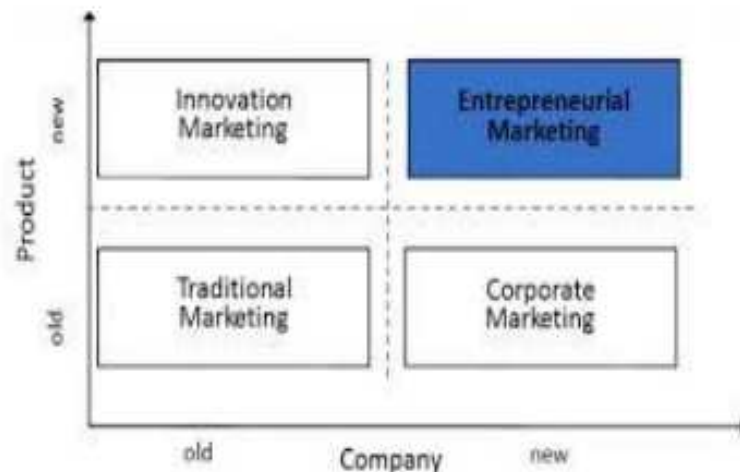 Innovation
Marketing
Entrepreneurial
Marketing
new
Product
Traditional
Marketing
Corporate
Marketing
old
old
Company
new